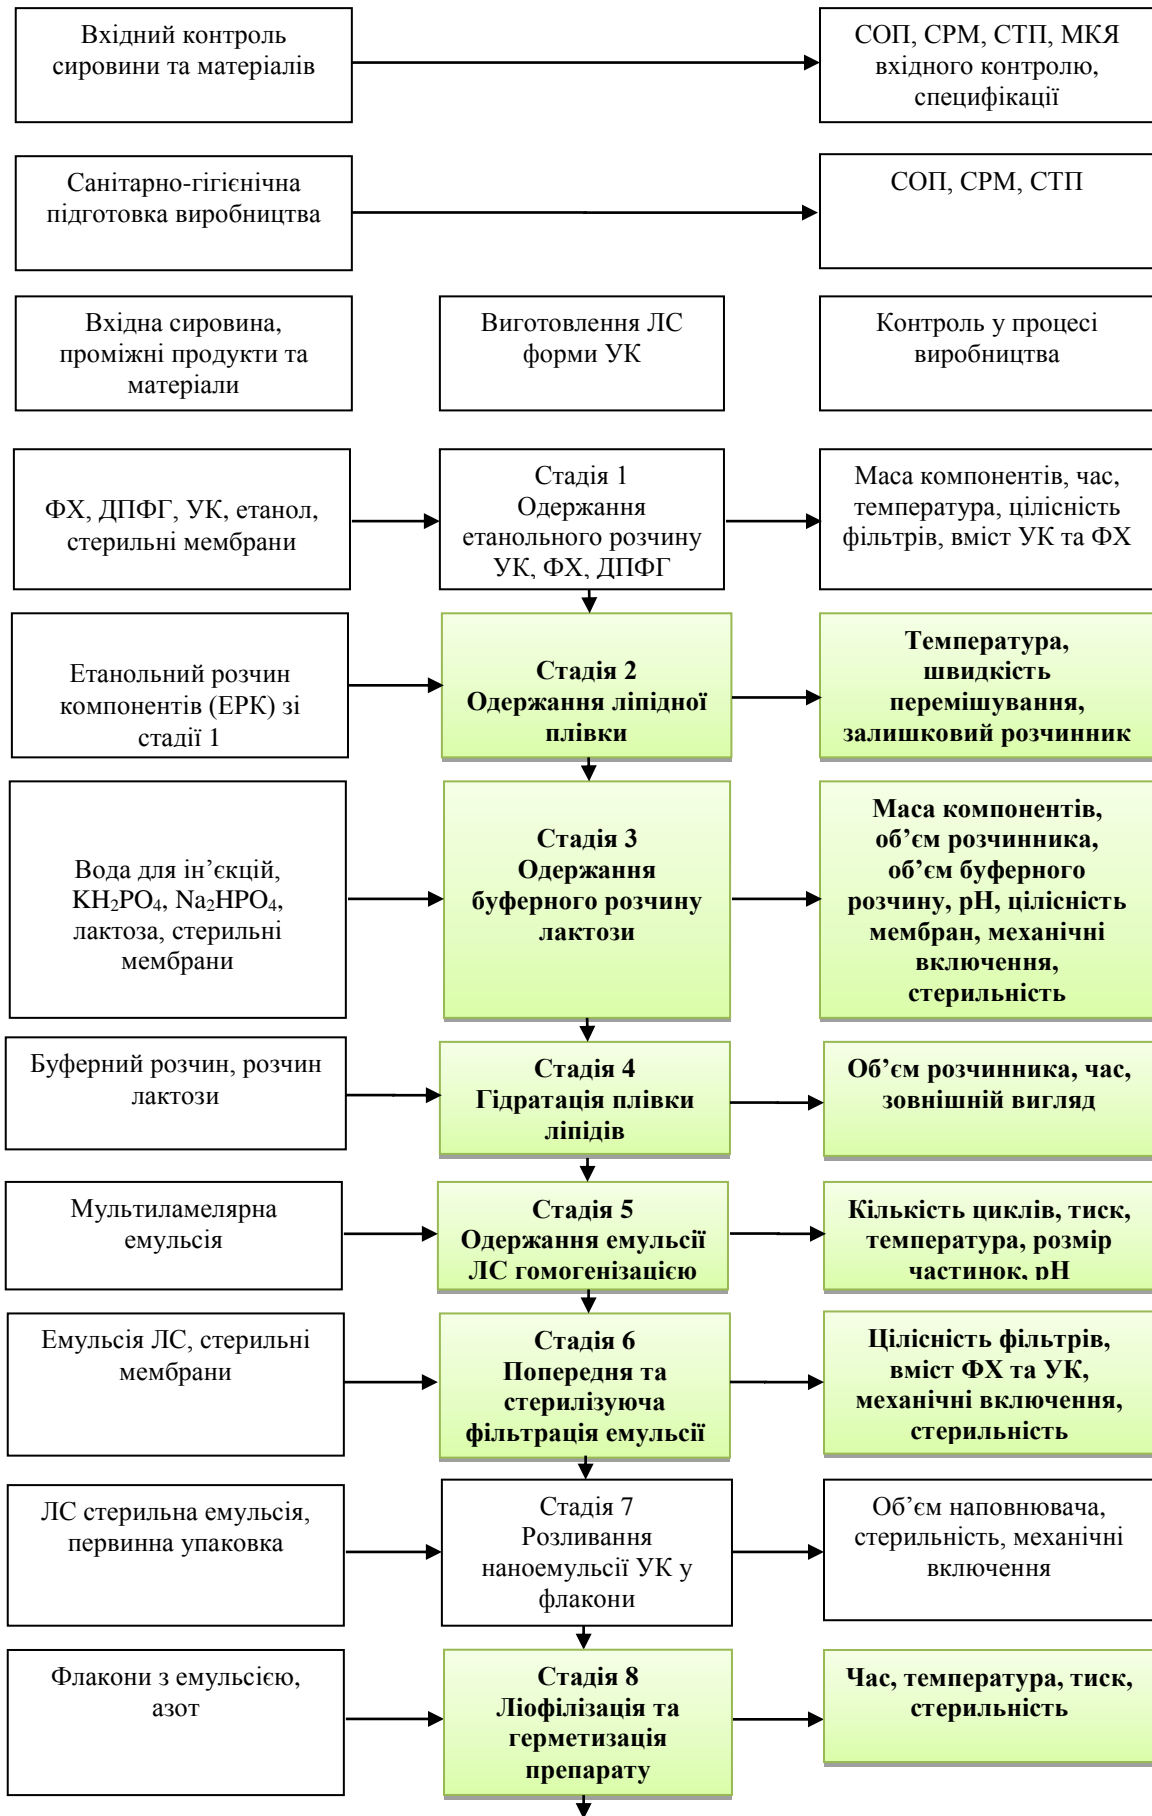 Вхідний контроль
сировини та матеріалів
СОП, СРМ, СТП, МКЯ
вхідного контролю,
специфікації
Санітарно-гігієнічна
підготовка виробництва
СОП, СРМ, СТП
Вхідна сировина,
проміжні продукти та
матеріали
Виготовлення ЛС
форми УК
Контроль у процесі
виробництва
ФХ, ДПФГ, УК, етанол,
стерильні мембрани
Стадія 1
Одержання
етанольного розчину
УК, ФХ, ДПФГ
Маса компонентів, час,
температура, цілісність
фільтрів, вміст УК та ФХ
Етанольний розчин
компонентів (ЕРК) зі
стадії 1
Стадія 2
Одержання ліпідної
плівки
Температура,
швидкість
перемішування,
залишковий розчинник
Вода для ін’єкцій,
KH₂PO₄, Na₂HPO₄,
лактоза, стерильні
мембрани
Стадія 3
Одержання
буферного розчину
лактози
Маса компонентів,
об’єм розчинника,
об’єм буферного
розчину, рН, цілісність
мембран, механічні
включення,
стерильність
Буферний розчин, розчин
лактози
Стадія 4
Гідратація плівки
ліпідів
Об’єм розчинника, час,
зовнішній вигляд
Мультиламелярна
емульсія
Стадія 5
Одержання емульсії
ЛС гомогенізацією
Кількість циклів, тиск,
температура, розмір
частинок, рН
Емульсія ЛС, стерильні
мембрани
Стадія 6
Попередня та
стерилізуюча
фільтрація емульсії
Цілісність фільтрів,
вміст ФХ та УК,
механічні включення,
стерильність
ЛС стерильна емульсія,
первинна упаковка
Стадія 7
Розливання
наноемульсії УК у
флакони
Об’єм наповнювача,
стерильність, механічні
включення
Флакони з емульсією,
азот
Стадія 8
Ліофілізація та
герметизація
препарату
Час, температура, тиск,
стерильність